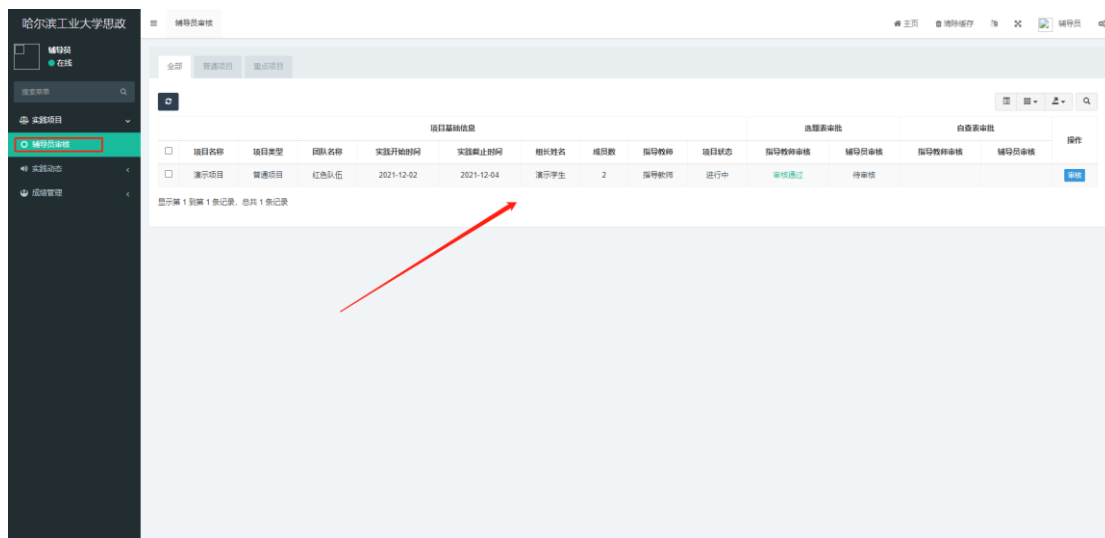 哈尔滨工业大学思政
辅导员审核
主页 清除缓存 辅导员
辅导员
在线
全部 普通项目 重点项目
搜索菜单
实践项目
辅导员审核
实践动态
成绩管理
项目基础信息 选题表审批 自查表审批 操作
项目名称 项目类型 团队名称 实践开始时间 实践截止时间 组长姓名 成员数 指导教师 项目状态 指导教师审核 辅导员审核 指导教师审核 辅导员审核
演示项目 普通项目 红色队伍 2021-12-02 2021-12-04 演示学生 2 指导教师 进行中 审核通过 待审核 审核
显示第 1 到第 1 条记录，总共 1 条记录